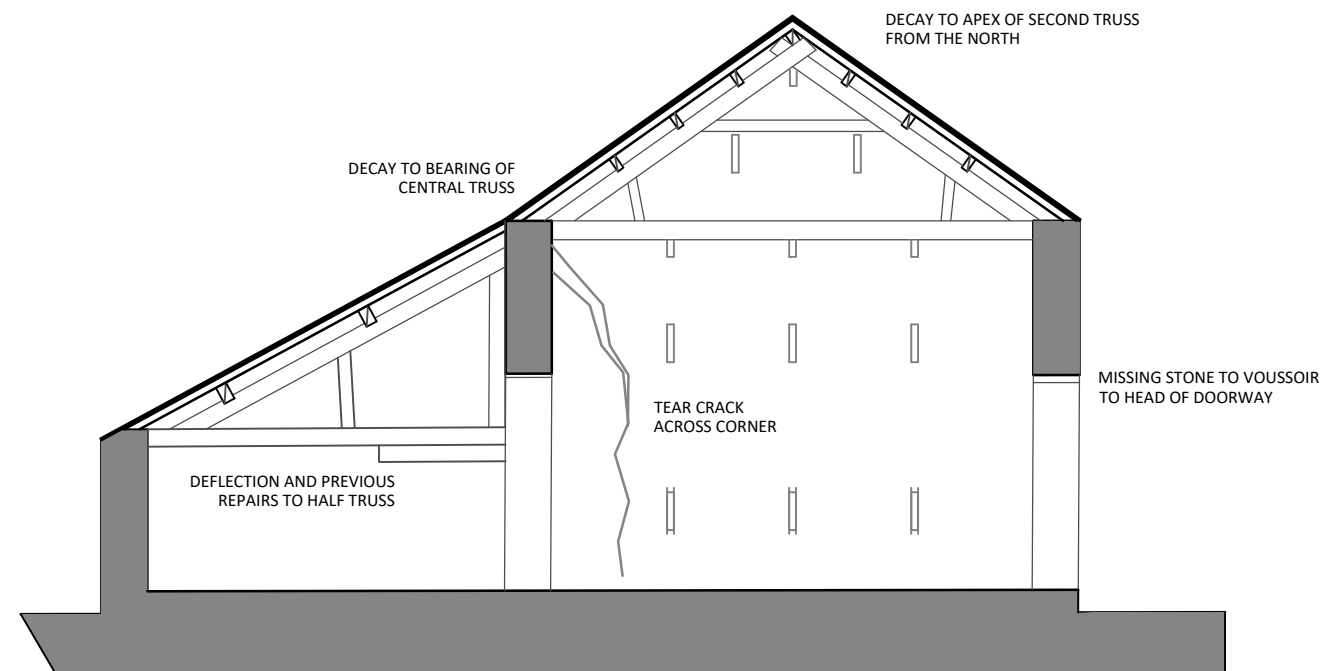 DECAY TO APEX OF SECOND TRUSS
FROM THE NORTH
DECAY TO BEARING OF
CENTRAL TRUSS
MISSING STONE TO VOUSSOIR
TO HEAD OF DOORWAY
TEAR CRACK
ACROSS CORNER
DEFLECTION AND PREVIOUS
REPAIRS TO HALF TRUSS